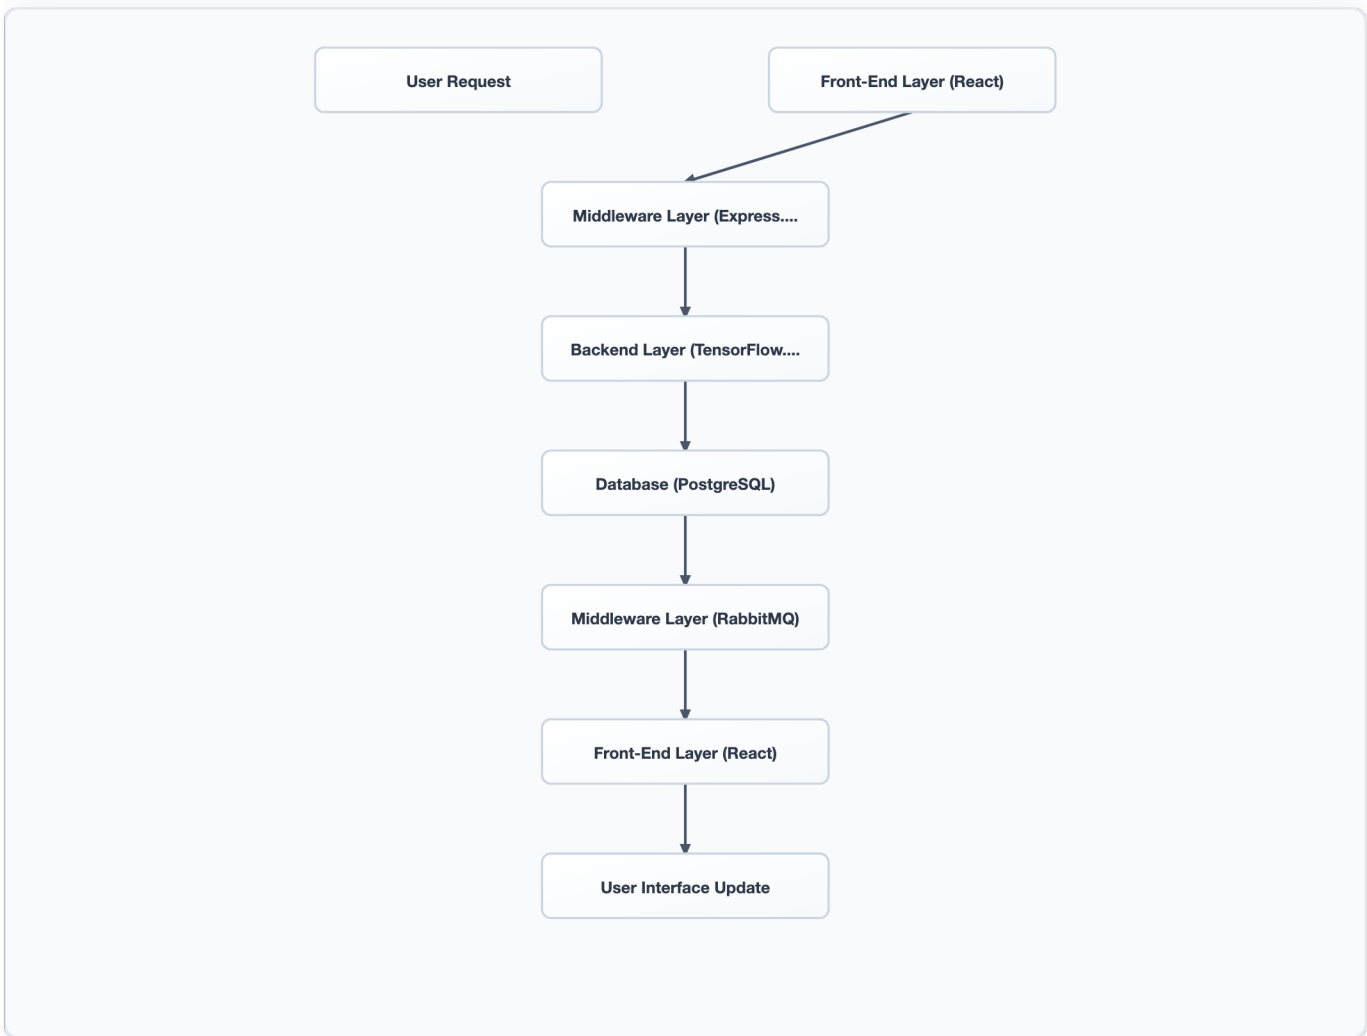 User Request
Front-End Layer (React)
Middleware Layer (Express....
Backend Layer (TensorFlow....
Database (PostgreSQL)
Middleware Layer (RabbitMQ)
Front-End Layer (React)
User Interface Update